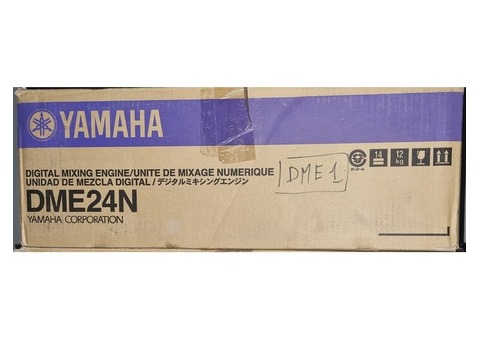 YAMAHA
DIGITAL MIXING ENGINE/UNITE DE MIXAGE NUMERIQUE
UNIDAD DE MEZCLA DIGITAL / デジタルミキシングエンジン
DME24N
YAMAHA CORPORATION
DME 1
14
12
kg